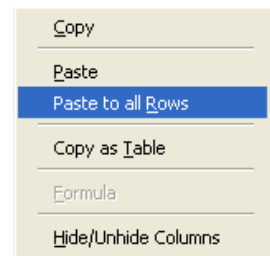 Copy
Paste
Paste to all Rows
Copy as Table
Formula
Hide/Unhide Columns